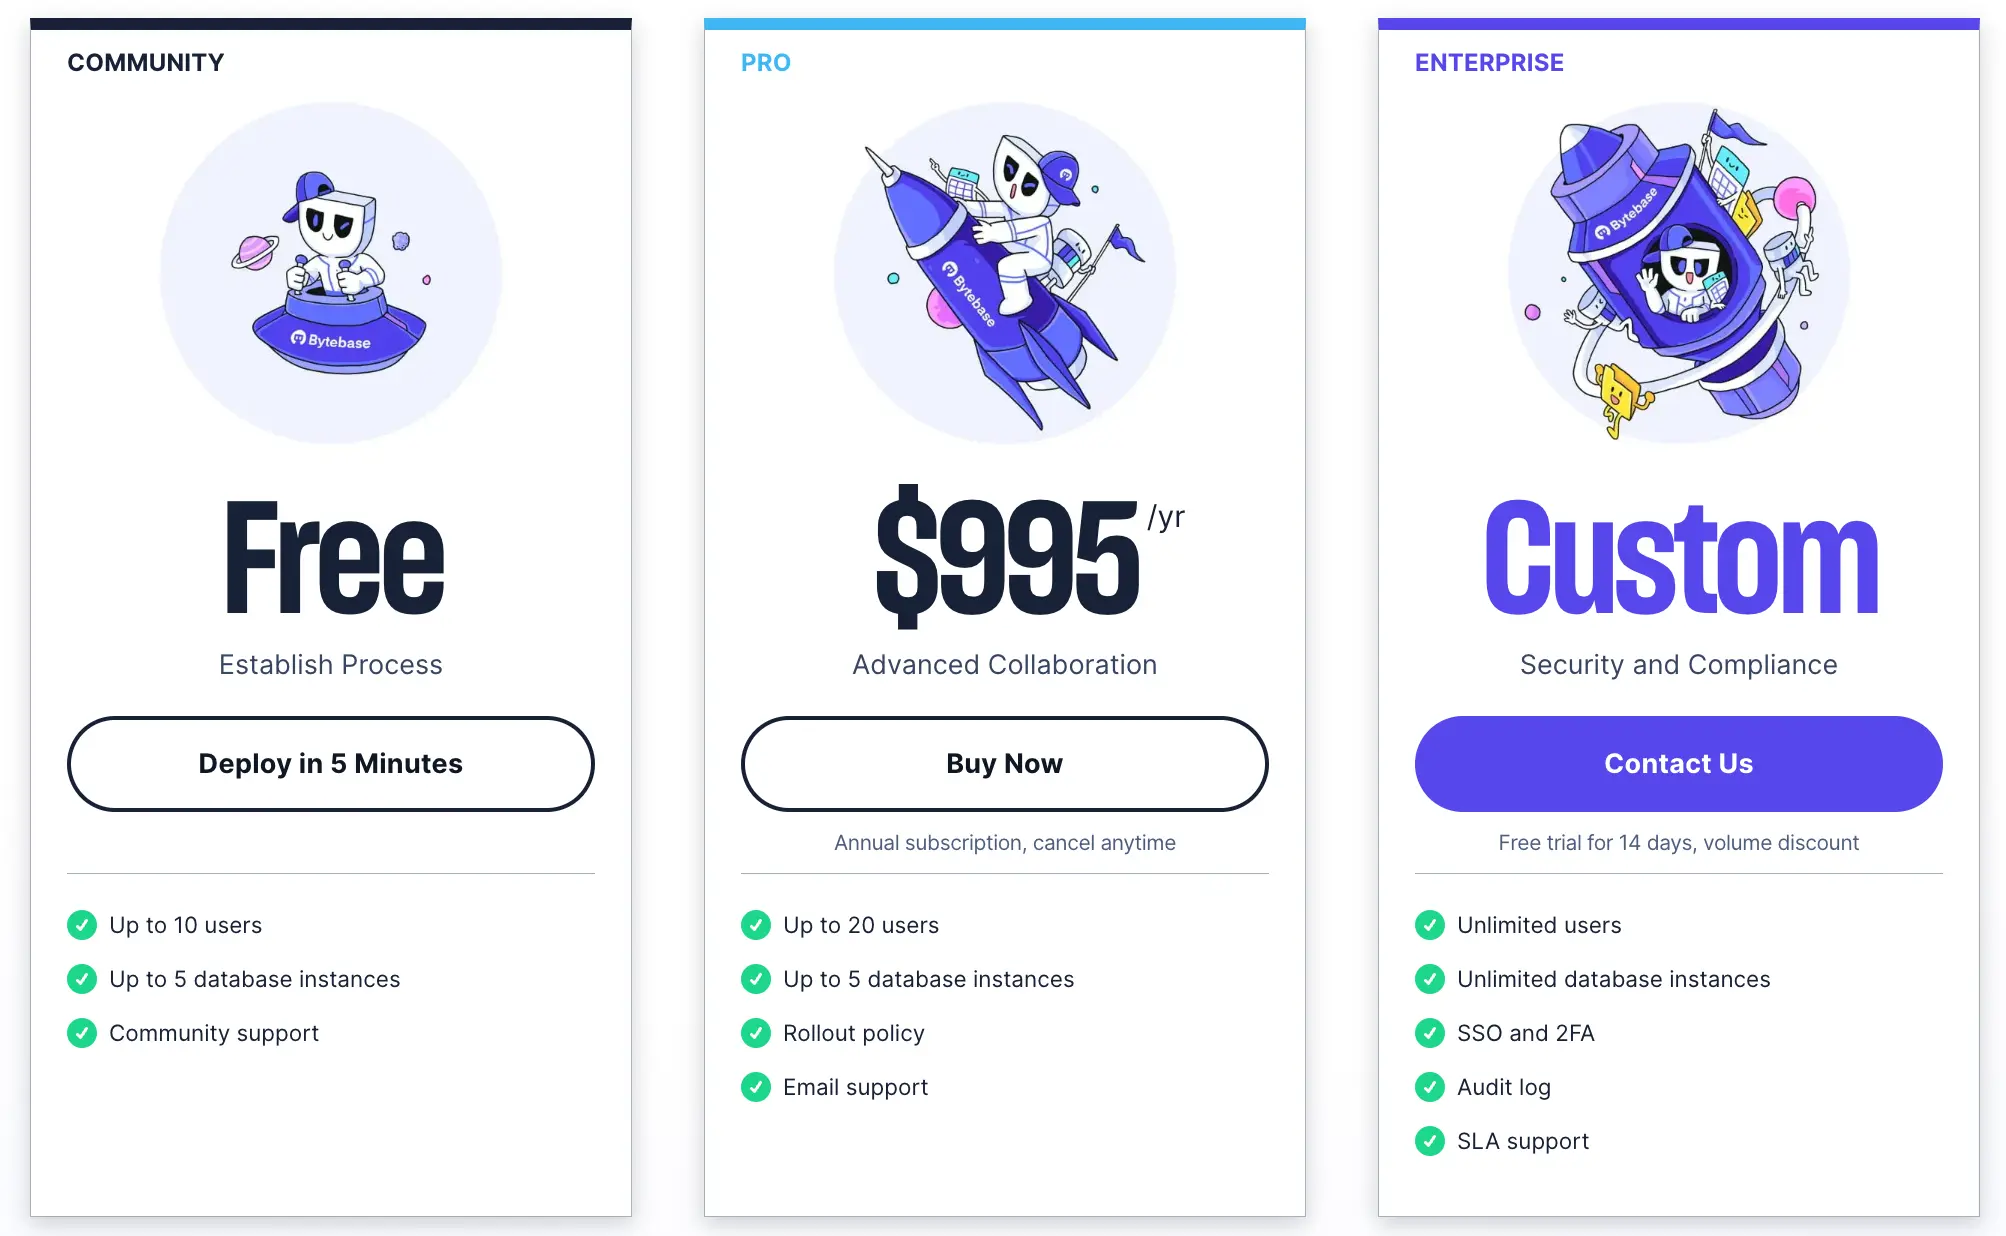 COMMUNITY
Bytebase
Free
Establish Process
Deploy in 5 Minutes
Up to 10 users
Up to 5 database instances
Community support
PRO
Bytebase
$995 /yr
Advanced Collaboration
Buy Now
Annual subscription, cancel anytime
Up to 20 users
Up to 5 database instances
Rollout policy
Email support
ENTERPRISE
Bytebase
Custom
Security and Compliance
Contact Us
Free trial for 14 days, volume discount
Unlimited users
Unlimited database instances
SSO and 2FA
Audit log
SLA support